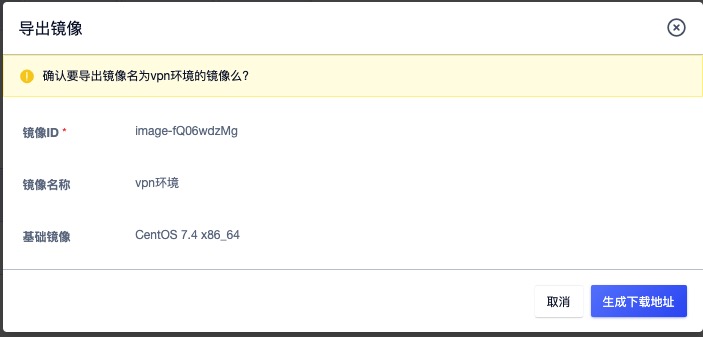 导出镜像
确认要导出镜像名为vpn环境的镜像么?
镜像ID * image-fQ06wdzMg
镜像名称 vpn环境
基础镜像 CentOS 7.4 x86_64
取消 生成下载地址